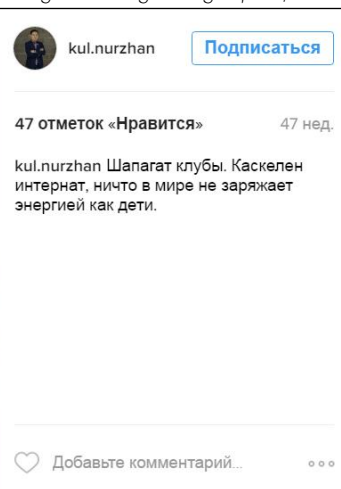 kul.nurzhan
Подписаться
47 отметок «Нравится»
47 нед.
kul.nurzhan Шапагат клубы. Каскелен
интернат, ничто в мире не заряжает
энергией как дети.
Добавьте комментарий...